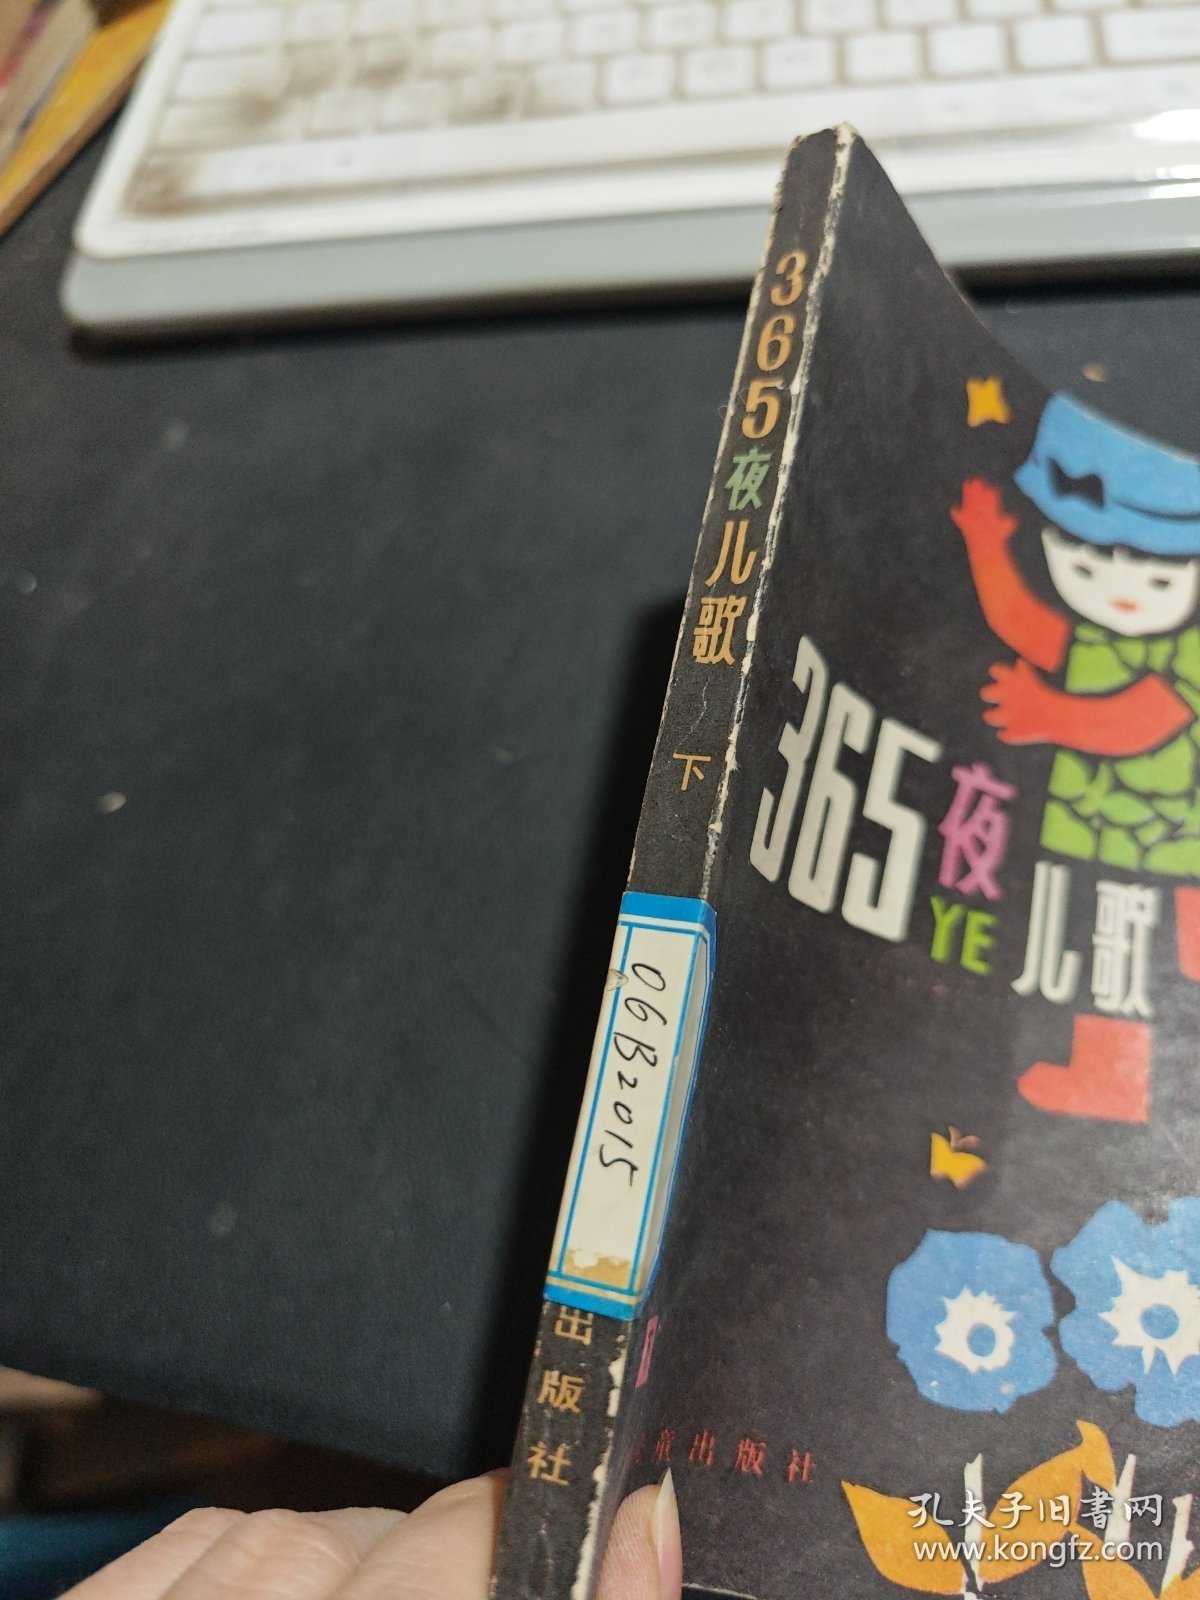 365夜儿歌 下
06B2015
出版社
365夜儿歌
YE
童出版社
孔夫子旧书网
www.kongfz.com